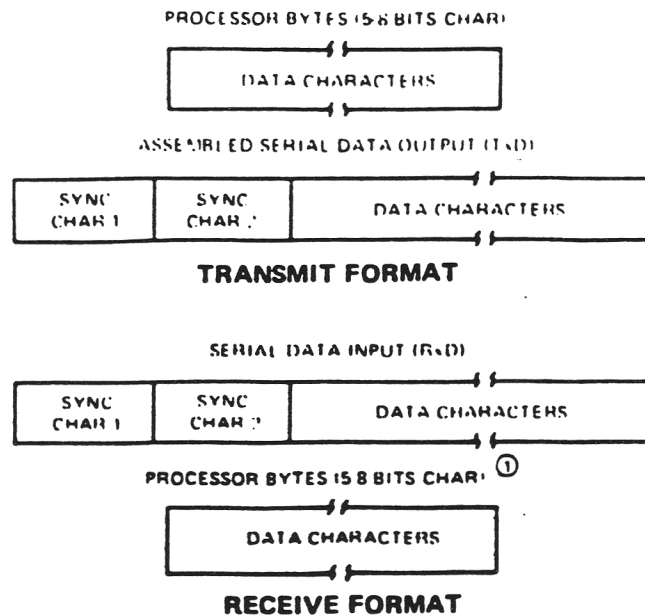 PROCESSOR BYTES (5-8 BITS CHAR)
DATA CHARACTERS
ASSEMBLED SERIAL DATA OUTPUT (TxD)
SYNC CHAR 1
SYNC CHAR 2
DATA CHARACTERS
TRANSMIT FORMAT
SERIAL DATA INPUT (RxD)
SYNC CHAR 1
SYNC CHAR 2
DATA CHARACTERS
PROCESSOR BYTES (5 8 BITS CHAR) ①
DATA CHARACTERS
RECEIVE FORMAT